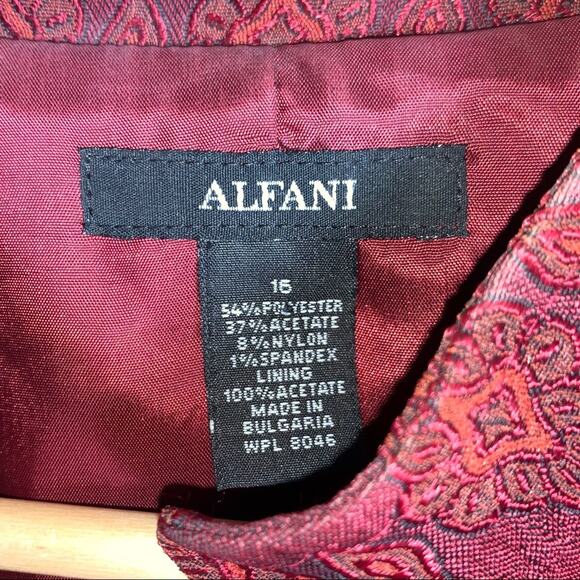 ALFANI
16
54%POLYESTER
37%ACETATE
8%NYLON
1%SPANDEX
LINING
100%ACETATE
MADE IN
BULGARIA
WPL 8046